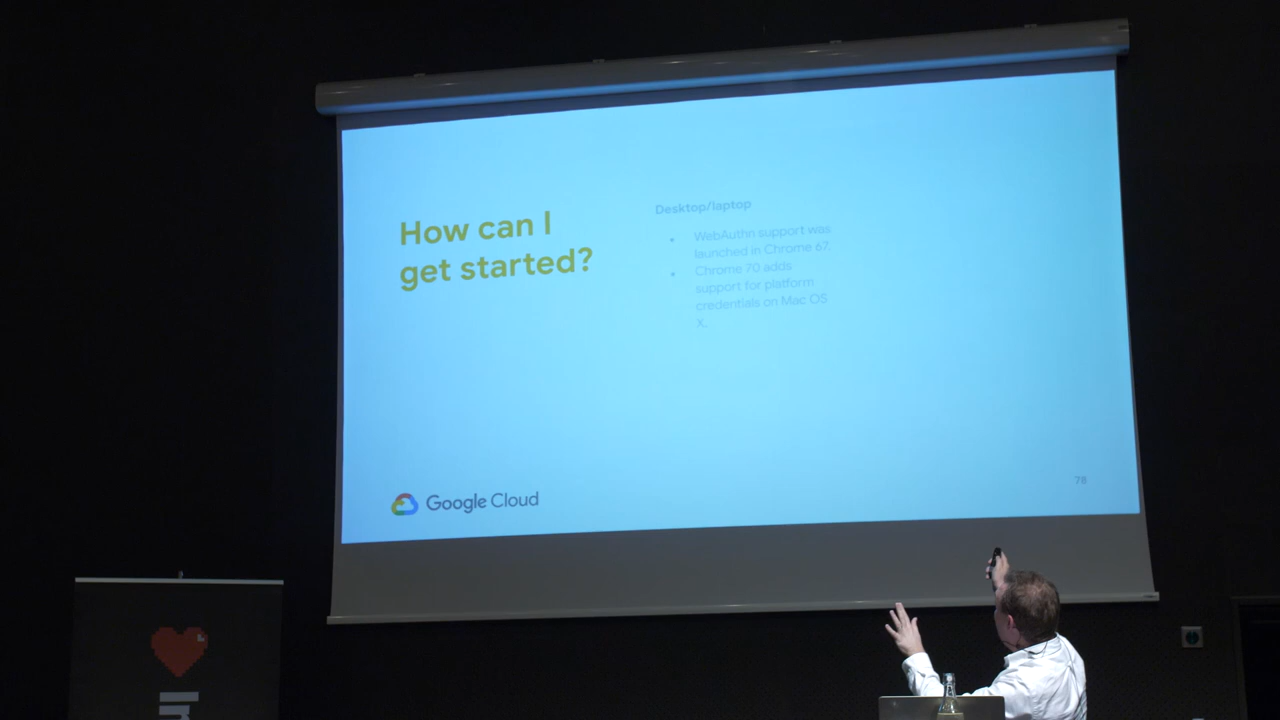 How can I
get started?
Desktop/laptop
• WebAuthn support was
launched in Chrome 67.
• Chrome 70 adds
support for platform
credentials on Mac OS
X.
Google Cloud
78